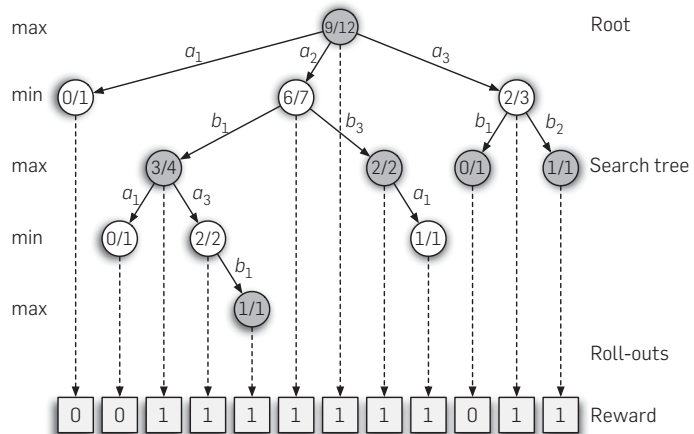 max 9/12 Root
a1 a2 a3
min 0/1 6/7 2/3
b1 b3 b1 b2
max 3/4 2/2 0/1 1/1 Search tree
a1 a3 a1
min 0/1 2/2 1/1
b1
max 1/1
Roll-outs
0 0 1 1 1 1 1 1 1 0 1 1 Reward